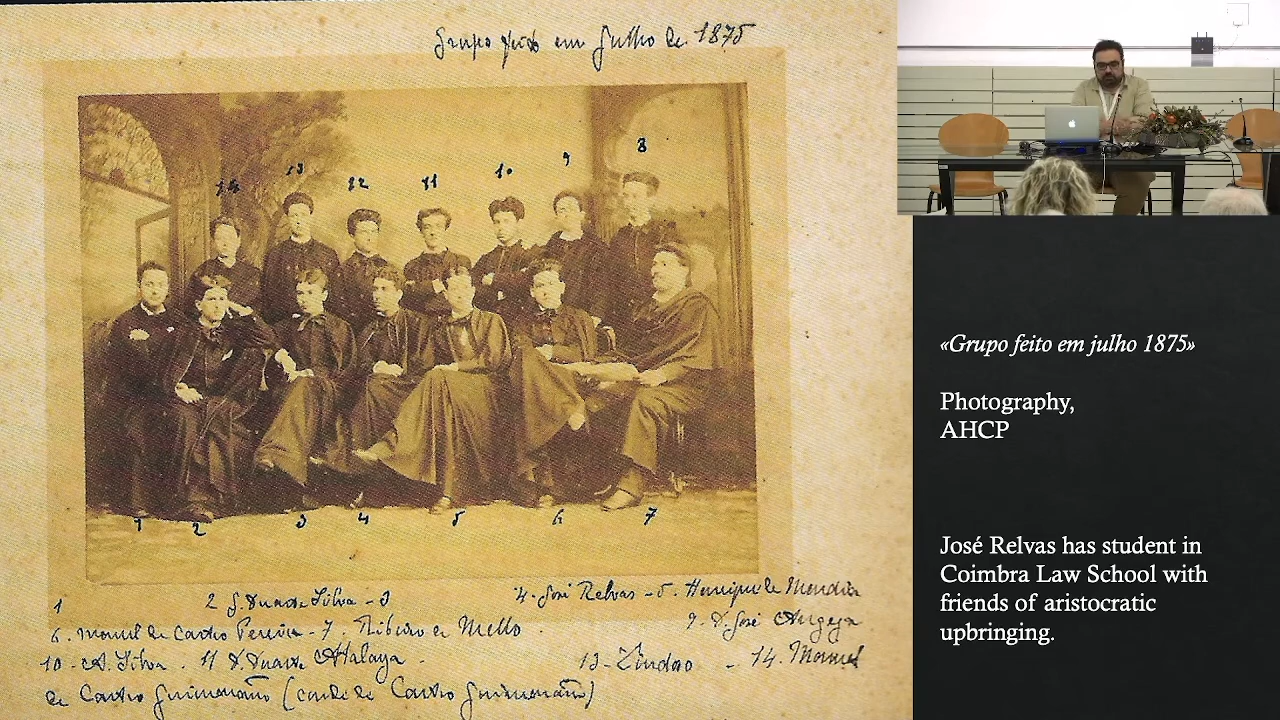 Grupo feito em Julho de 1875
14 13 12 11 10 9 8
1 2 3 4 5 6 7
1 2 J. Duarte Silva - 3 4. José Relvas - 5. Henrique de Mendia
6. Manuel de Castro Pereira - 7. Ribeiro de Mello. 9. D. José Angeja
10 - A. Silva. 11 D. Duarte Atalaya. 13 - - 14. Manuel
de Castro Guimarães (conde de Castro Guimarães)
«Grupo feito em julho 1875»
Photography,
AHCP
José Relvas has student in
Coimbra Law School with
friends of aristocratic
upbringing.